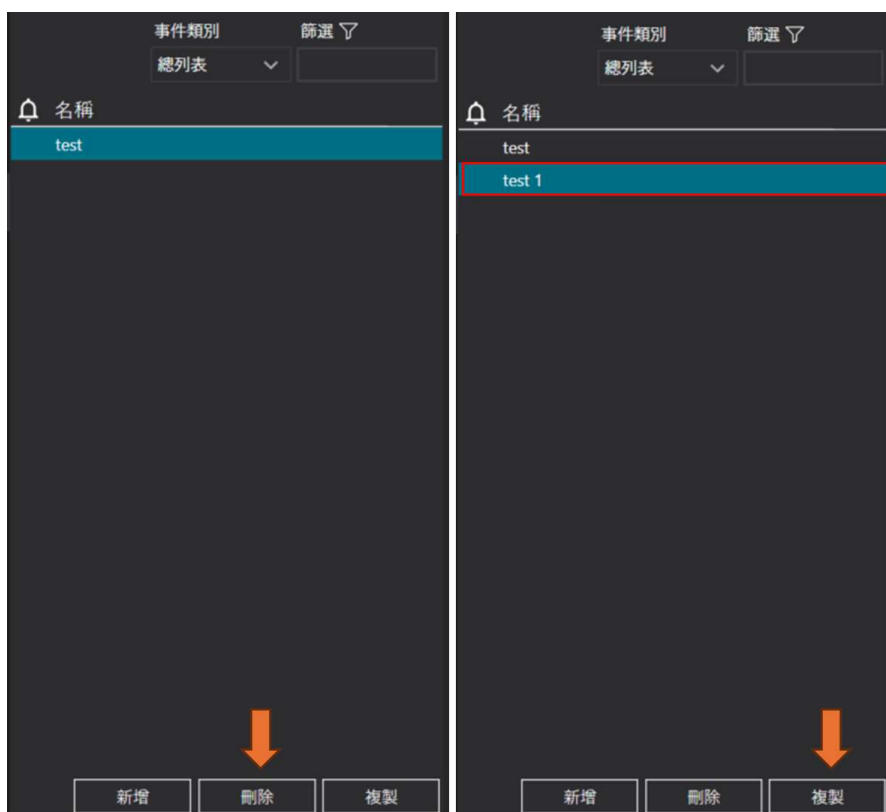 事件類別 篩選
總列表
名稱
test
新增 刪除 複製
事件類別 篩選
總列表
名稱
test
test 1
新增 刪除 複製